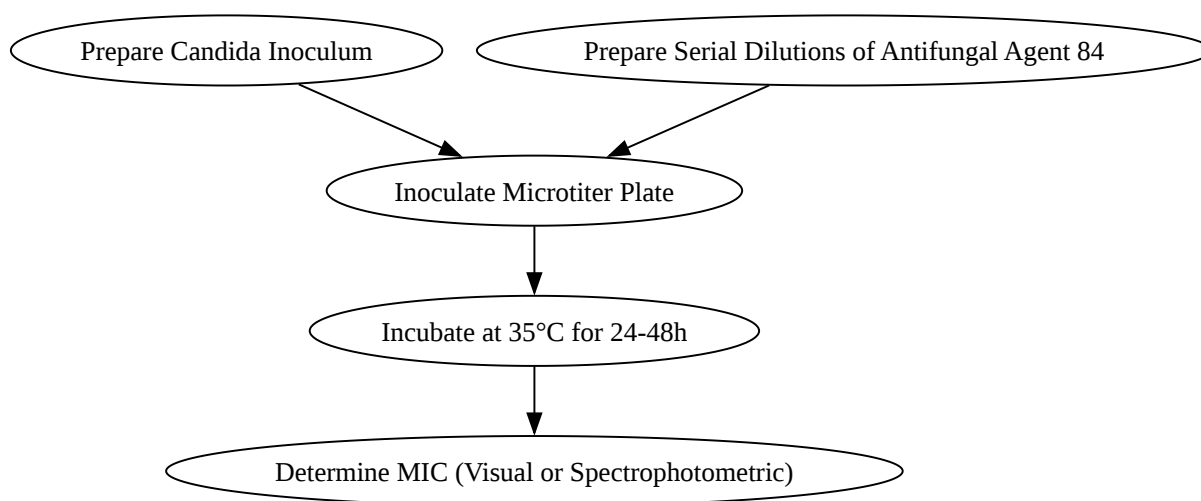 Prepare Candida Inoculum
Prepare Serial Dilutions of Antifungal Agent 84
Inoculate Microtiter Plate
Incubate at 35°C for 24-48h
Determine MIC (Visual or Spectrophotometric)